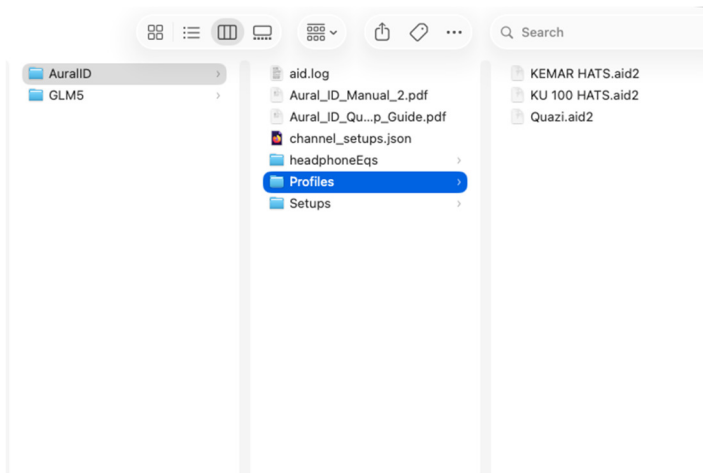 Search
AuralID
GLM5
aid.log
Aural_ID_Manual_2.pdf
Aural_ID_Qu...p_Guide.pdf
channel_setups.json
headphoneEqs
Profiles
Setups
KEMAR HATS.aid2
KU 100 HATS.aid2
Quazi.aid2